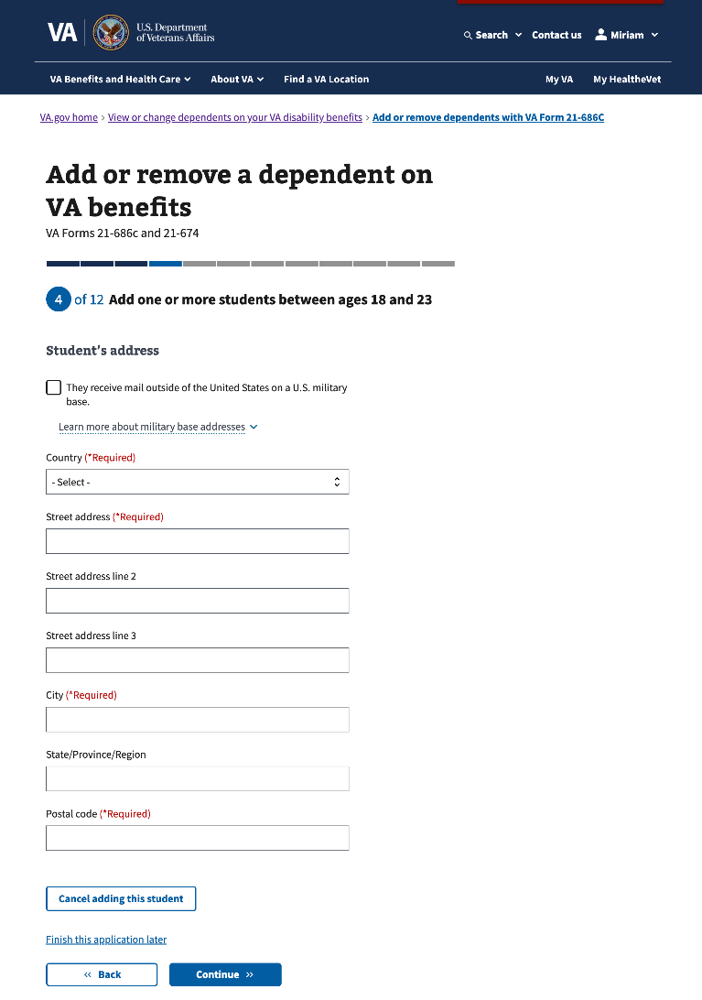 VA
U.S. Department
of Veterans Affairs
Search
Contact us
Miriam
VA Benefits and Health Care
About VA
Find a VA Location
My VA
My HealtheVet
VA.gov home › View or change dependents on your VA disability benefits › Add or remove dependents with VA Form 21-686C
Add or remove a dependent on
VA benefits
VA Forms 21-686c and 21-674
4 of 12 Add one or more students between ages 18 and 23
Student’s address
They receive mail outside of the United States on a U.S. military
base.
Learn more about military base addresses
Country (*Required)
- Select -
Street address (*Required)
Street address line 2
Street address line 3
City (*Required)
State/Province/Region
Postal code (*Required)
Cancel adding this student
Finish this application later
« Back
Continue »